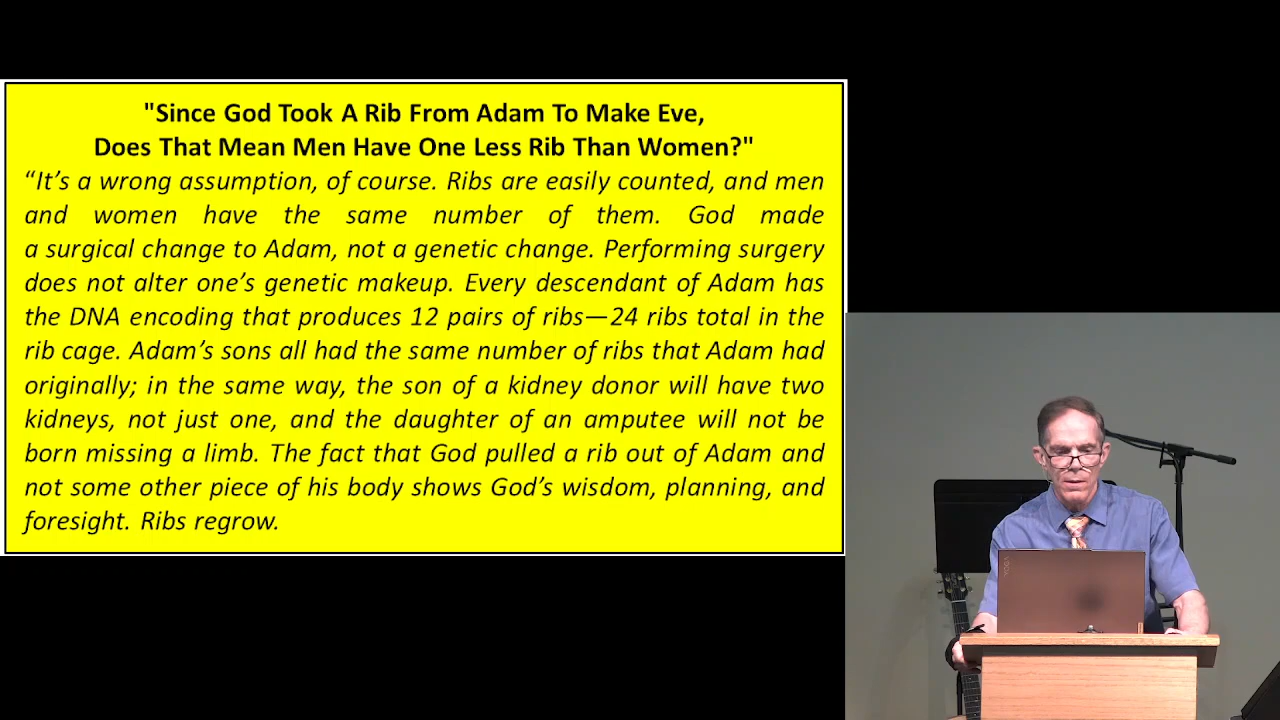 "Since God Took A Rib From Adam To Make Eve,
Does That Mean Men Have One Less Rib Than Women?"
“It’s a wrong assumption, of course. Ribs are easily counted, and men
and women have the same number of them. God made
a surgical change to Adam, not a genetic change. Performing surgery
does not alter one’s genetic makeup. Every descendant of Adam has
the DNA encoding that produces 12 pairs of ribs—24 ribs total in the
rib cage. Adam’s sons all had the same number of ribs that Adam had
originally; in the same way, the son of a kidney donor will have two
kidneys, not just one, and the daughter of an amputee will not be
born missing a limb. The fact that God pulled a rib out of Adam and
not some other piece of his body shows God’s wisdom, planning, and
foresight. Ribs regrow.